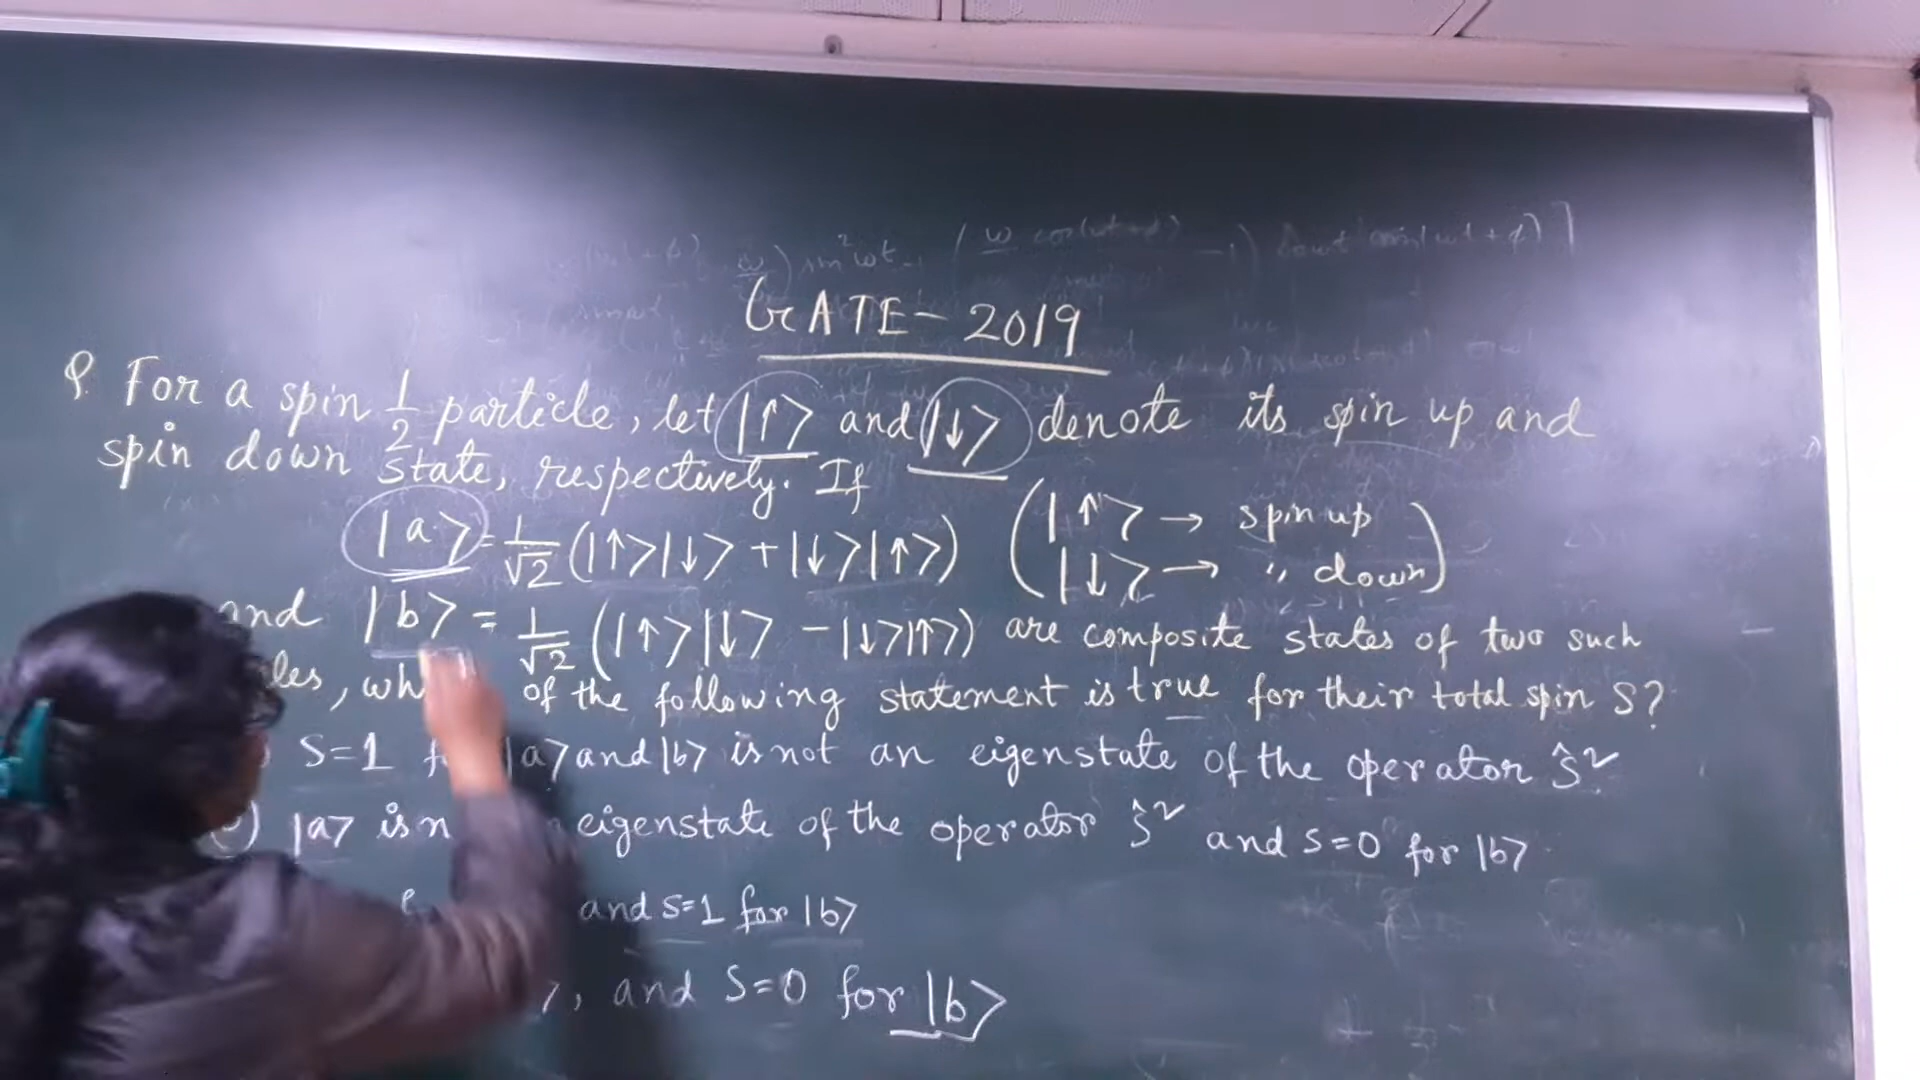 GATE - 2019
Q. For a spin 1/2 particle, let |↑> and |↓> denote its spin up and
spin down state, respectively. If
|a> = 1/√2 (|↑>|↓> + |↓>|↑>) (|↑> → spin up
|↓> → " down)
and |b> = 1/√2 (|↑>|↓> - |↓>|↑>) are composite states of two such
les, wh of the following statement is true for their total spin S?
) S=1 |a> and |b> is not an eigenstate of the operator Ŝ²
) |a> is n eigenstate of the operator Ŝ² and S=0 for |b>
and S=1 for |b>
>, and S=0 for |b>